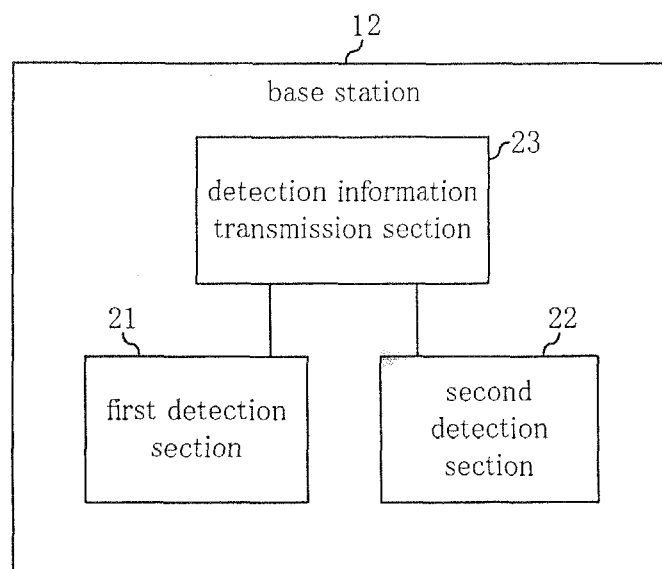 12
base station
23
detection information
transmission section
21
22
first detection
section
second
detection
section